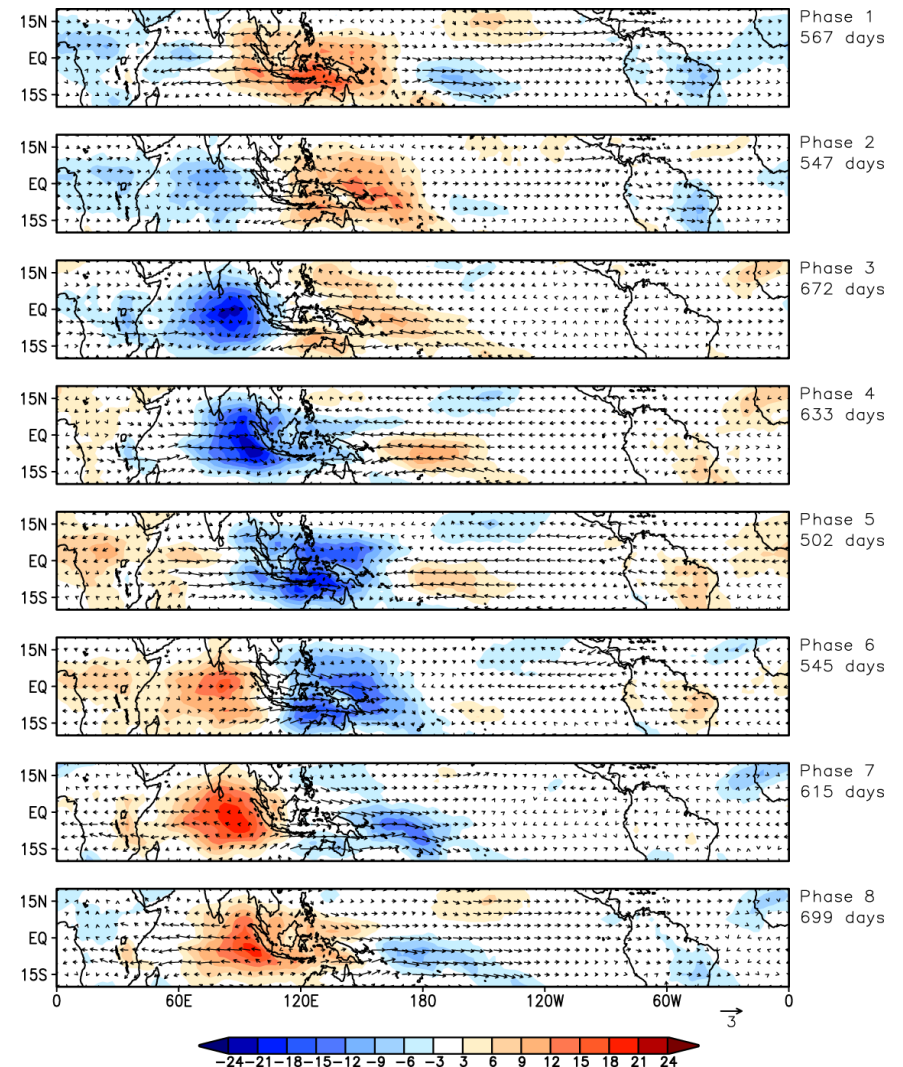 15N
EQ
15S
Phase 1
567 days
15N
EQ
15S
Phase 2
547 days
15N
EQ
15S
Phase 3
672 days
15N
EQ
15S
Phase 4
633 days
15N
EQ
15S
Phase 5
502 days
15N
EQ
15S
Phase 6
545 days
15N
EQ
15S
Phase 7
615 days
15N
EQ
15S
Phase 8
699 days
0 60E 120E 180 120W 60W 0
3
-24 -21 -18 -15 -12 -9 -6 -3 3 6 9 12 15 18 21 24